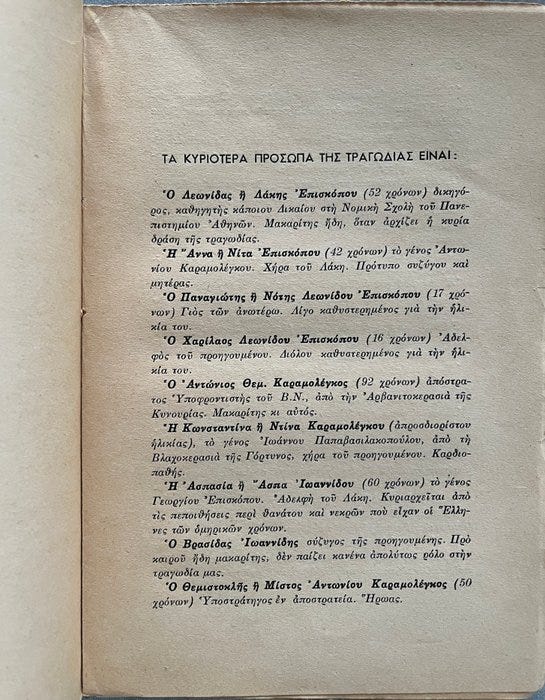 ΤΑ ΚΥΡΙΟΤΕΡΑ ΠΡΟΣΩΠΑ ΤΗΣ ΤΡΑΓΩΔΙΑΣ ΕΙΝΑΙ :
Ὁ Λεωνίδας ἢ Λάκης Ἐπισκόπου (52 χρόνων) δικηγό-
ρος, καθηγητὴς κάποιου Δικαίου στὴ Νομικὴ Σχολὴ τοῦ Πανε-
πιστημίου Ἀθηνῶν. Μακαρίτης ἤδη, ὅταν ἀρχίζει ἡ κυρία
δράση τῆς τραγωδίας.
Ἡ Ἄννα ἢ Νίτα Ἐπισκόπου (42 χρόνων) τὸ γένος Ἀντω-
νίου Καραμολέγκου. Χήρα τοῦ Λάκη. Πρότυπο συζύγου καὶ
μητέρας.
Ὁ Παναγιώτης ἢ Νότης Λεωνίδου Ἐπισκόπου (17 χρό-
νων) Γιὸς τῶν ἀνωτέρω. Λίγο καθυστερημένος γιὰ τὴν ἡλι-
κία του.
Ὁ Χαρίλαος Λεωνίδου Ἐπισκόπου (16 χρόνων) Ἀδελ-
φὸς τοῦ προηγουμένου. Διόλου καθυστερημένος γιὰ τὴν ἡλι-
κία του.
Ὁ Ἀντώνιος Θεμ. Καραμολέγκος (92 χρόνων) ἀπόστρα-
τος Ὑποφροντιστὴς τοῦ Β.Ν., ἀπὸ τὴν Ἀρβανιτοκερασιὰ τῆς
Κυνουρίας. Μακαρίτης κι αὐτός.
Ἡ Κωνσταντίνα ἢ Ντίνα Καραμολέγκου (ἀπροσδιορίστου
ἡλικίας), τὸ γένος Ἰωάννου Παπαβασιλακοπούλου, ἀπὸ τὴ
Βλαχοκερασιὰ τῆς Γόρτυνος, χήρα τοῦ προηγουμένου. Καρδιο-
παθής.
Ἡ Ἀσπασία ἢ Ἄσπα Ἰωαννίδου (60 χρόνων) τὸ γένος
Γεωργίου Ἐπισκόπου. Ἀδελφὴ τοῦ Λάκη. Κυριαρχεῖται ἀπὸ
τὶς πεποιθήσεις περὶ θανάτου καὶ νεκρῶν ποὺ εἶχαν οἱ Ἕλλη-
νες τῶν ὁμηρικῶν χρόνων.
Ὁ Βρασίδας Ἰωαννίδης σύζυγος τῆς προηγουμένης. Πρὸ
καιροῦ ἤδη μακαρίτης, δὲν παίζει κανένα ἀπολύτως ρόλο στὴν
τραγωδία μας.
Ὁ Θεμιστοκλῆς ἢ Μίστος Ἀντωνίου Καραμολέγκος (50
χρόνων) Ὑποστράτηγος ἐν ἀποστρατείᾳ. Ἥρωας.